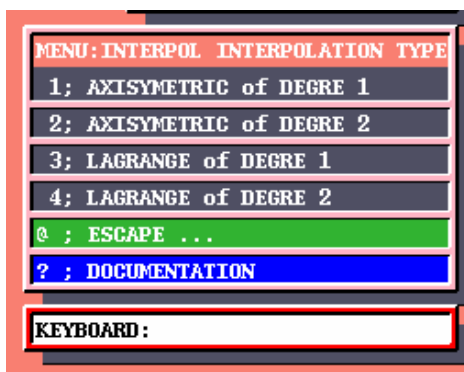 MENU:INTERPOL INTERPOLATION TYPE
1; AXISYMETRIC of DEGRE 1
2; AXISYMETRIC of DEGRE 2
3; LAGRANGE of DEGRE 1
4; LAGRANGE of DEGRE 2
@ ; ESCAPE ...
? ; DOCUMENTATION
KEYBOARD: